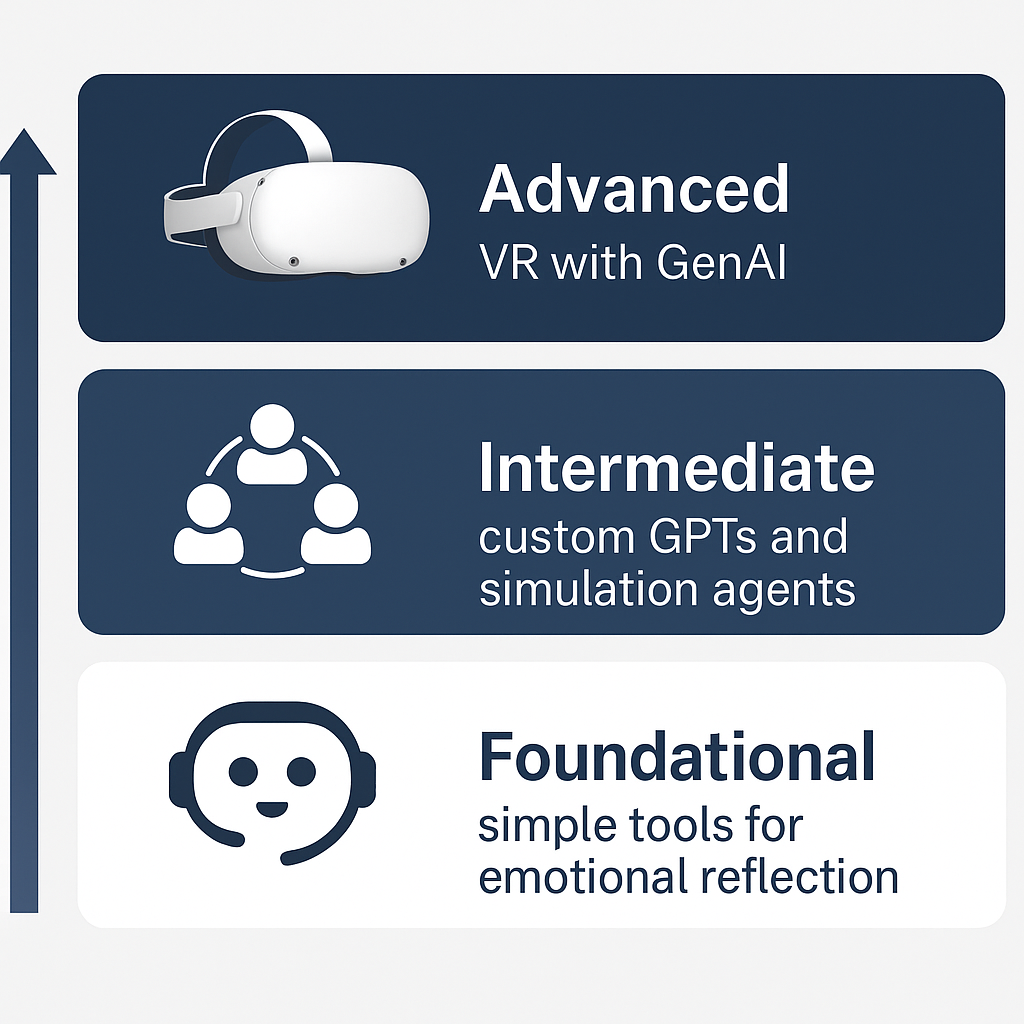 Advanced
VR with GenAI
Intermediate
custom GPTs and
simulation agents
Foundational
simple tools for
emotional reflection